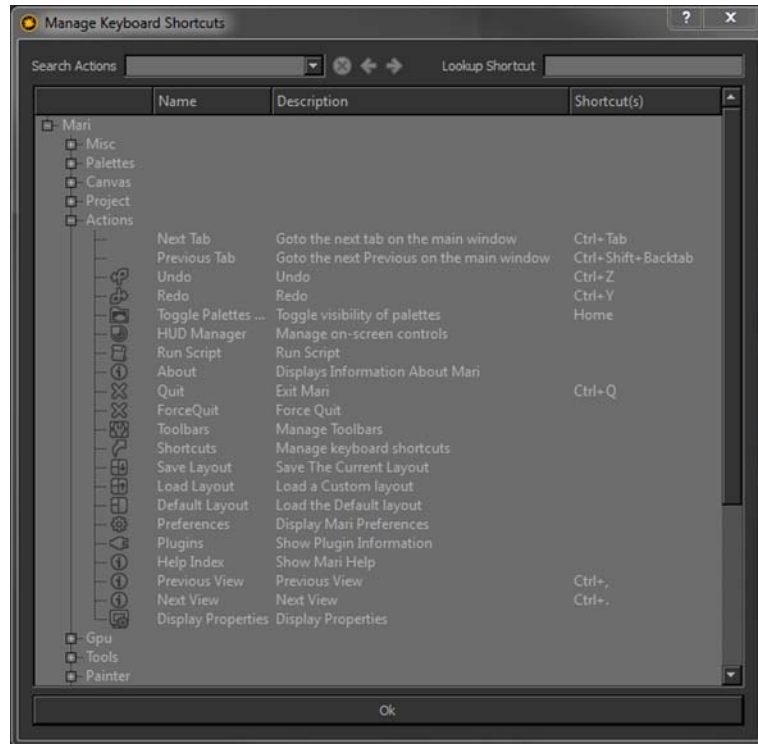 Manage Keyboard Shortcuts ? x
Search Actions Lookup Shortcut
Name Description Shortcut(s)
Mari
Misc
Palettes
Canvas
Project
Actions
Next Tab Goto the next tab on the main window Ctrl+Tab
Previous Tab Goto the next Previous on the main window Ctrl+Shift+Backtab
Undo Undo Ctrl+Z
Redo Redo Ctrl+Y
Toggle Palettes ... Toggle visibility of palettes Home
HUD Manager Manage on-screen controls
Run Script Run Script
About Displays Information About Mari
Quit Exit Mari Ctrl+Q
ForceQuit Force Quit
Toolbars Manage Toolbars
Shortcuts Manage keyboard shortcuts
Save Layout Save The Current Layout
Load Layout Load a Custom layout
Default Layout Load the Default layout
Preferences Display Mari Preferences
Plugins Show Plugin Information
Help Index Show Mari Help
Previous View Previous View Ctrl+,
Next View Next View Ctrl+.
Display Properties Display Properties
Gpu
Tools
Painter
Ok